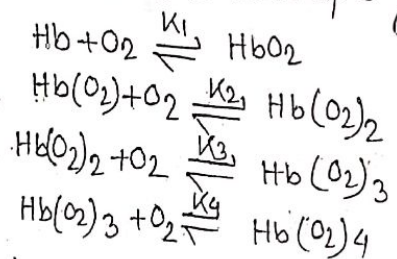 Hb+O2 K1⇌ HbO2
Hb(O2)+O2 K2⇌ Hb(O2)2
Hb(O2)2+O2 K3⇌ Hb(O2)3
Hb(O2)3+O2 K4⇌ Hb(O2)4